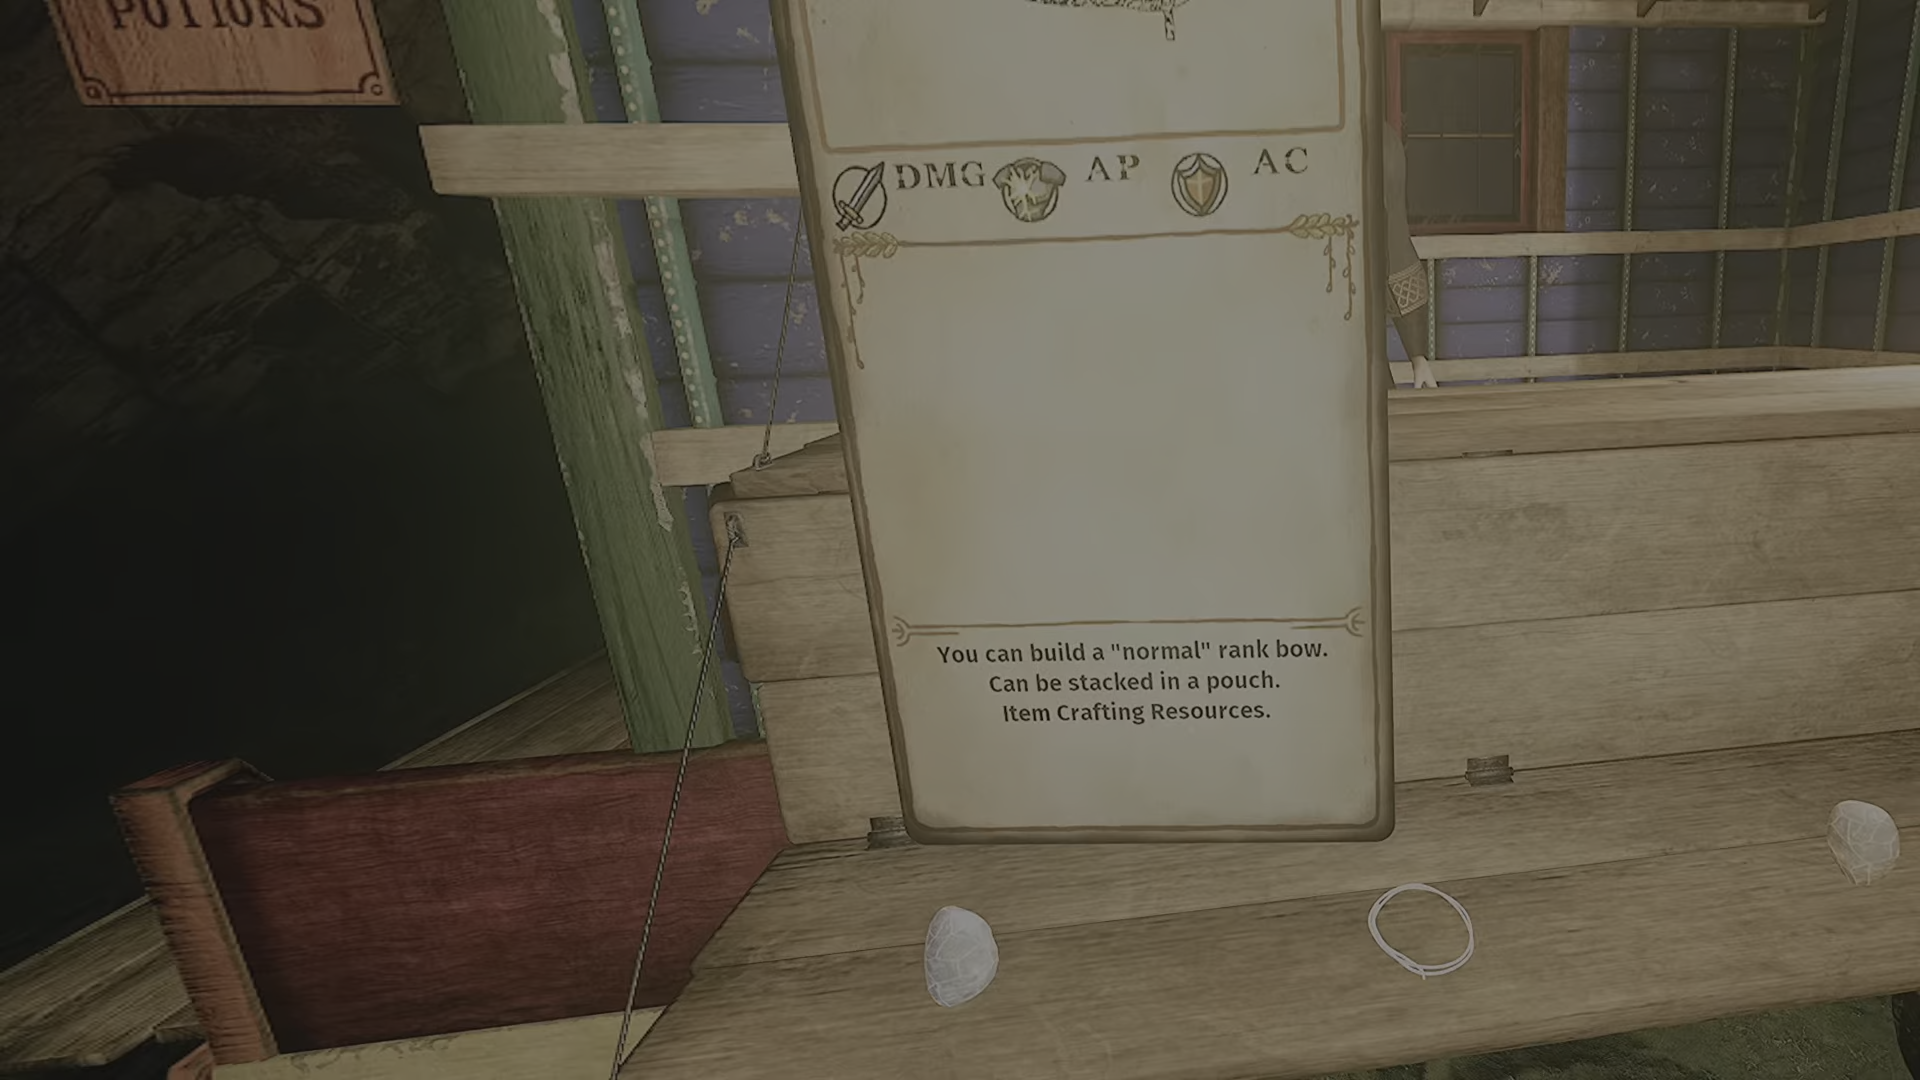 POTIONS
DMG AP AC
You can build a "normal" rank bow.
Can be stacked in a pouch.
Item Crafting Resources.